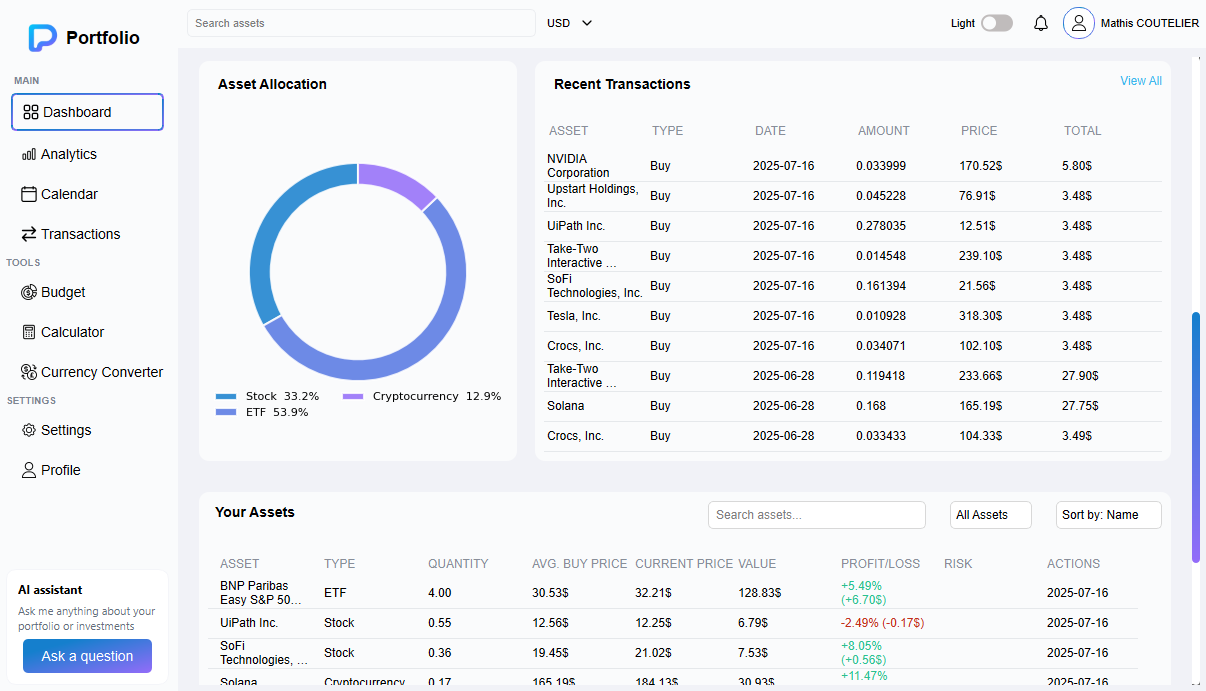 Portfolio
Search assets
USD
Light
Mathis COUTELIER
MAIN
Dashboard
Analytics
Calendar
Transactions
TOOLS
Budget
Calculator
Currency Converter
SETTINGS
Settings
Profile
AI assistant
Ask me anything about your
portfolio or investments
Ask a question
Asset Allocation
Stock 33.2%
Cryptocurrency 12.9%
ETF 53.9%
Recent Transactions
View All
ASSET TYPE DATE AMOUNT PRICE TOTAL
NVIDIA
Corporation Buy 2025-07-16 0.033999 170.52$ 5.80$
Upstart Holdings,
Inc. Buy 2025-07-16 0.045228 76.91$ 3.48$
UiPath Inc. Buy 2025-07-16 0.278035 12.51$ 3.48$
Take-Two
Interactive ... Buy 2025-07-16 0.014548 239.10$ 3.48$
SoFi
Technologies, Inc. Buy 2025-07-16 0.161394 21.56$ 3.48$
Tesla, Inc. Buy 2025-07-16 0.010928 318.30$ 3.48$
Crocs, Inc. Buy 2025-07-16 0.034071 102.10$ 3.48$
Take-Two
Interactive ... Buy 2025-06-28 0.119418 233.66$ 27.90$
Solana Buy 2025-06-28 0.168 165.19$ 27.75$
Crocs, Inc. Buy 2025-06-28 0.033433 104.33$ 3.49$
Your Assets
Search assets...
All Assets
Sort by: Name
ASSET TYPE QUANTITY AVG. BUY PRICE CURRENT PRICE VALUE PROFIT/LOSS RISK ACTIONS
BNP Paribas
Easy S&P 50... ETF 4.00 30.53$ 32.21$ 128.83$ +5.49%
(+6.70$) 2025-07-16
UiPath Inc. Stock 0.55 12.56$ 12.25$ 6.79$ -2.49% (-0.17$) 2025-07-16
SoFi
Technologies, ... Stock 0.36 19.45$ 21.02$ 7.53$ +8.05%
(+0.56$) 2025-07-16
Solana Cryptocurrency 0.17 165.19$ 184.13$ 30.93$ +11.47% 2025-07-16